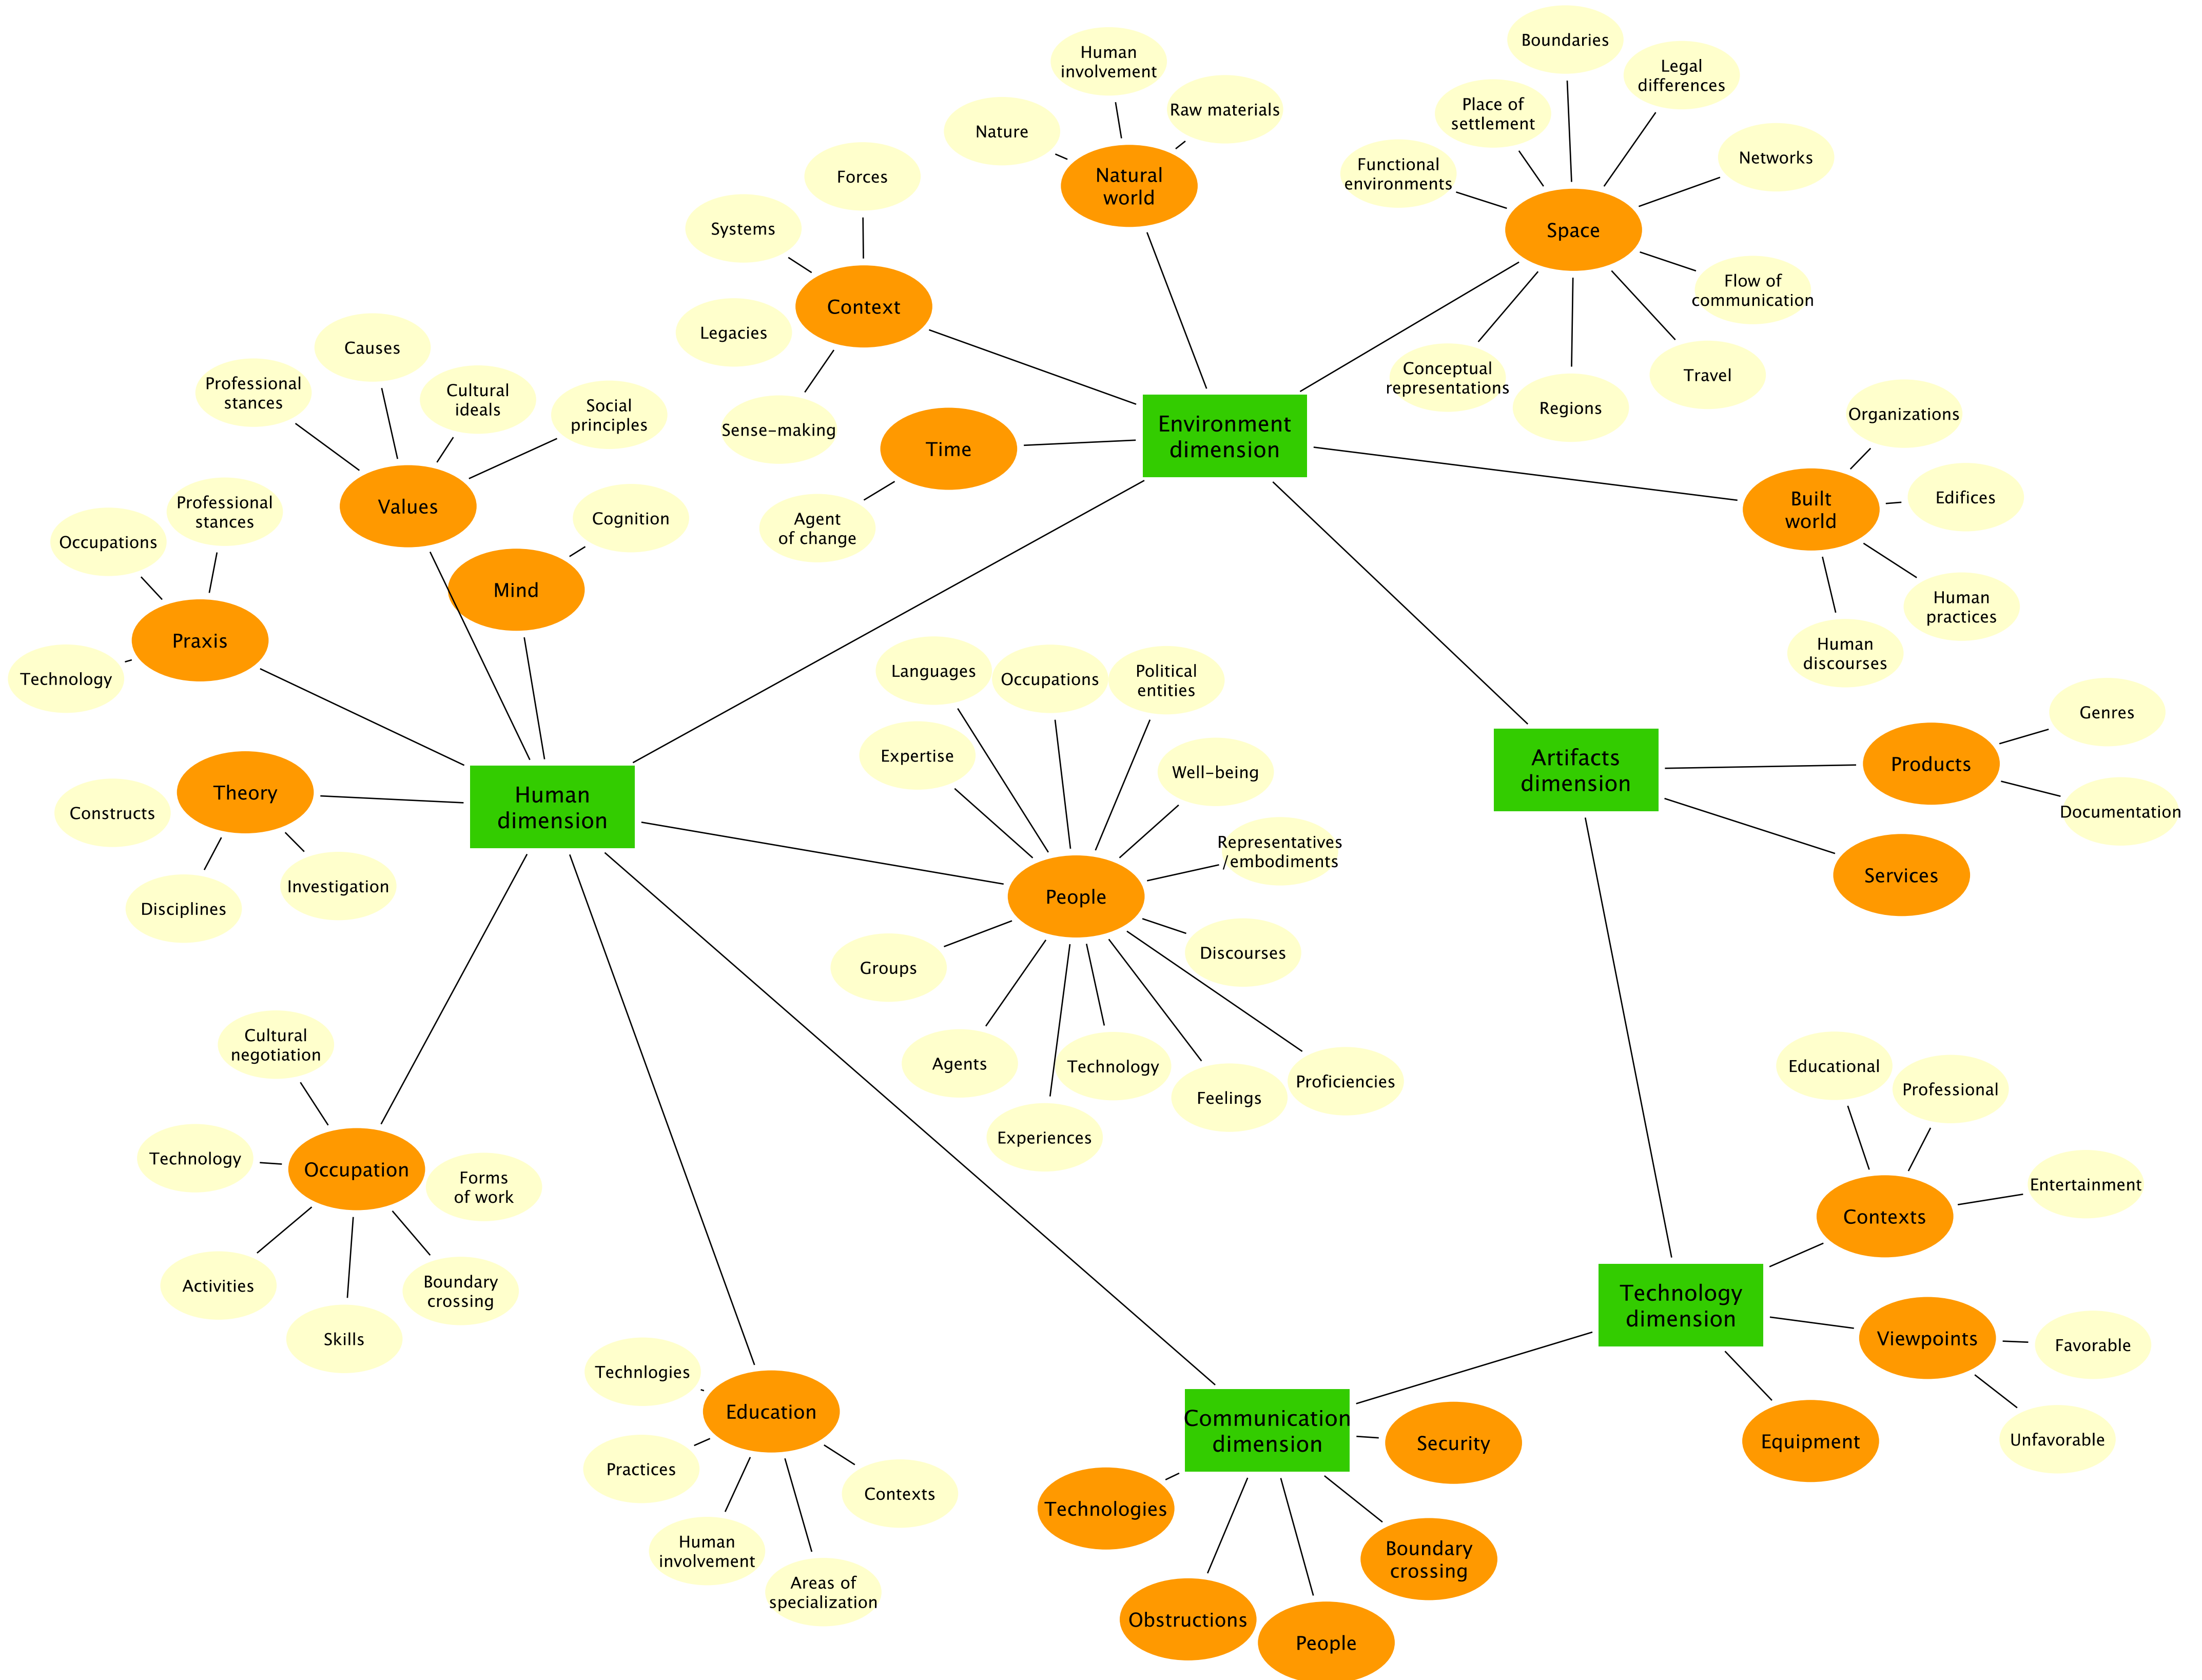 Boundaries
Human
involvement
Legal
differences
Raw materials
Place of
settlement
Nature
Networks
Functional
environments
Forces
Natural
world
Systems
Space
Flow of
communication
Context
Legacies
Causes
Conceptual
representations
Travel
Professional
stances
Cultural
ideals
Social
principles
Regions
Organizations
Sense-making
Environment
dimension
Time
Values
Professional
stances
Cognition
Agent
of change
Edifices
Built
world
Occupations
Mind
Human
practices
Praxis
Human
discourses
Technology
Languages
Occupations
Political
entities
Genres
Expertise
Well-being
Artifacts
dimension
Products
Theory
Constructs
Human
dimension
Documentation
Representatives
/embodiments
Investigation
Disciplines
People
Services
Groups
Discourses
Cultural
negotiation
Agents
Technology
Feelings
Proficiencies
Educational
Professional
Experiences
Technology
Occupation
Forms
of work
Entertainment
Contexts
Activities
Boundary
crossing
Skills
Technology
dimension
Viewpoints
Favorable
Technlogies
Education
Communication
dimension
Security
Equipment
Unfavorable
Practices
Contexts
Technologies
Human
involvement
Boundary
crossing
Areas of
specialization
Obstructions
People